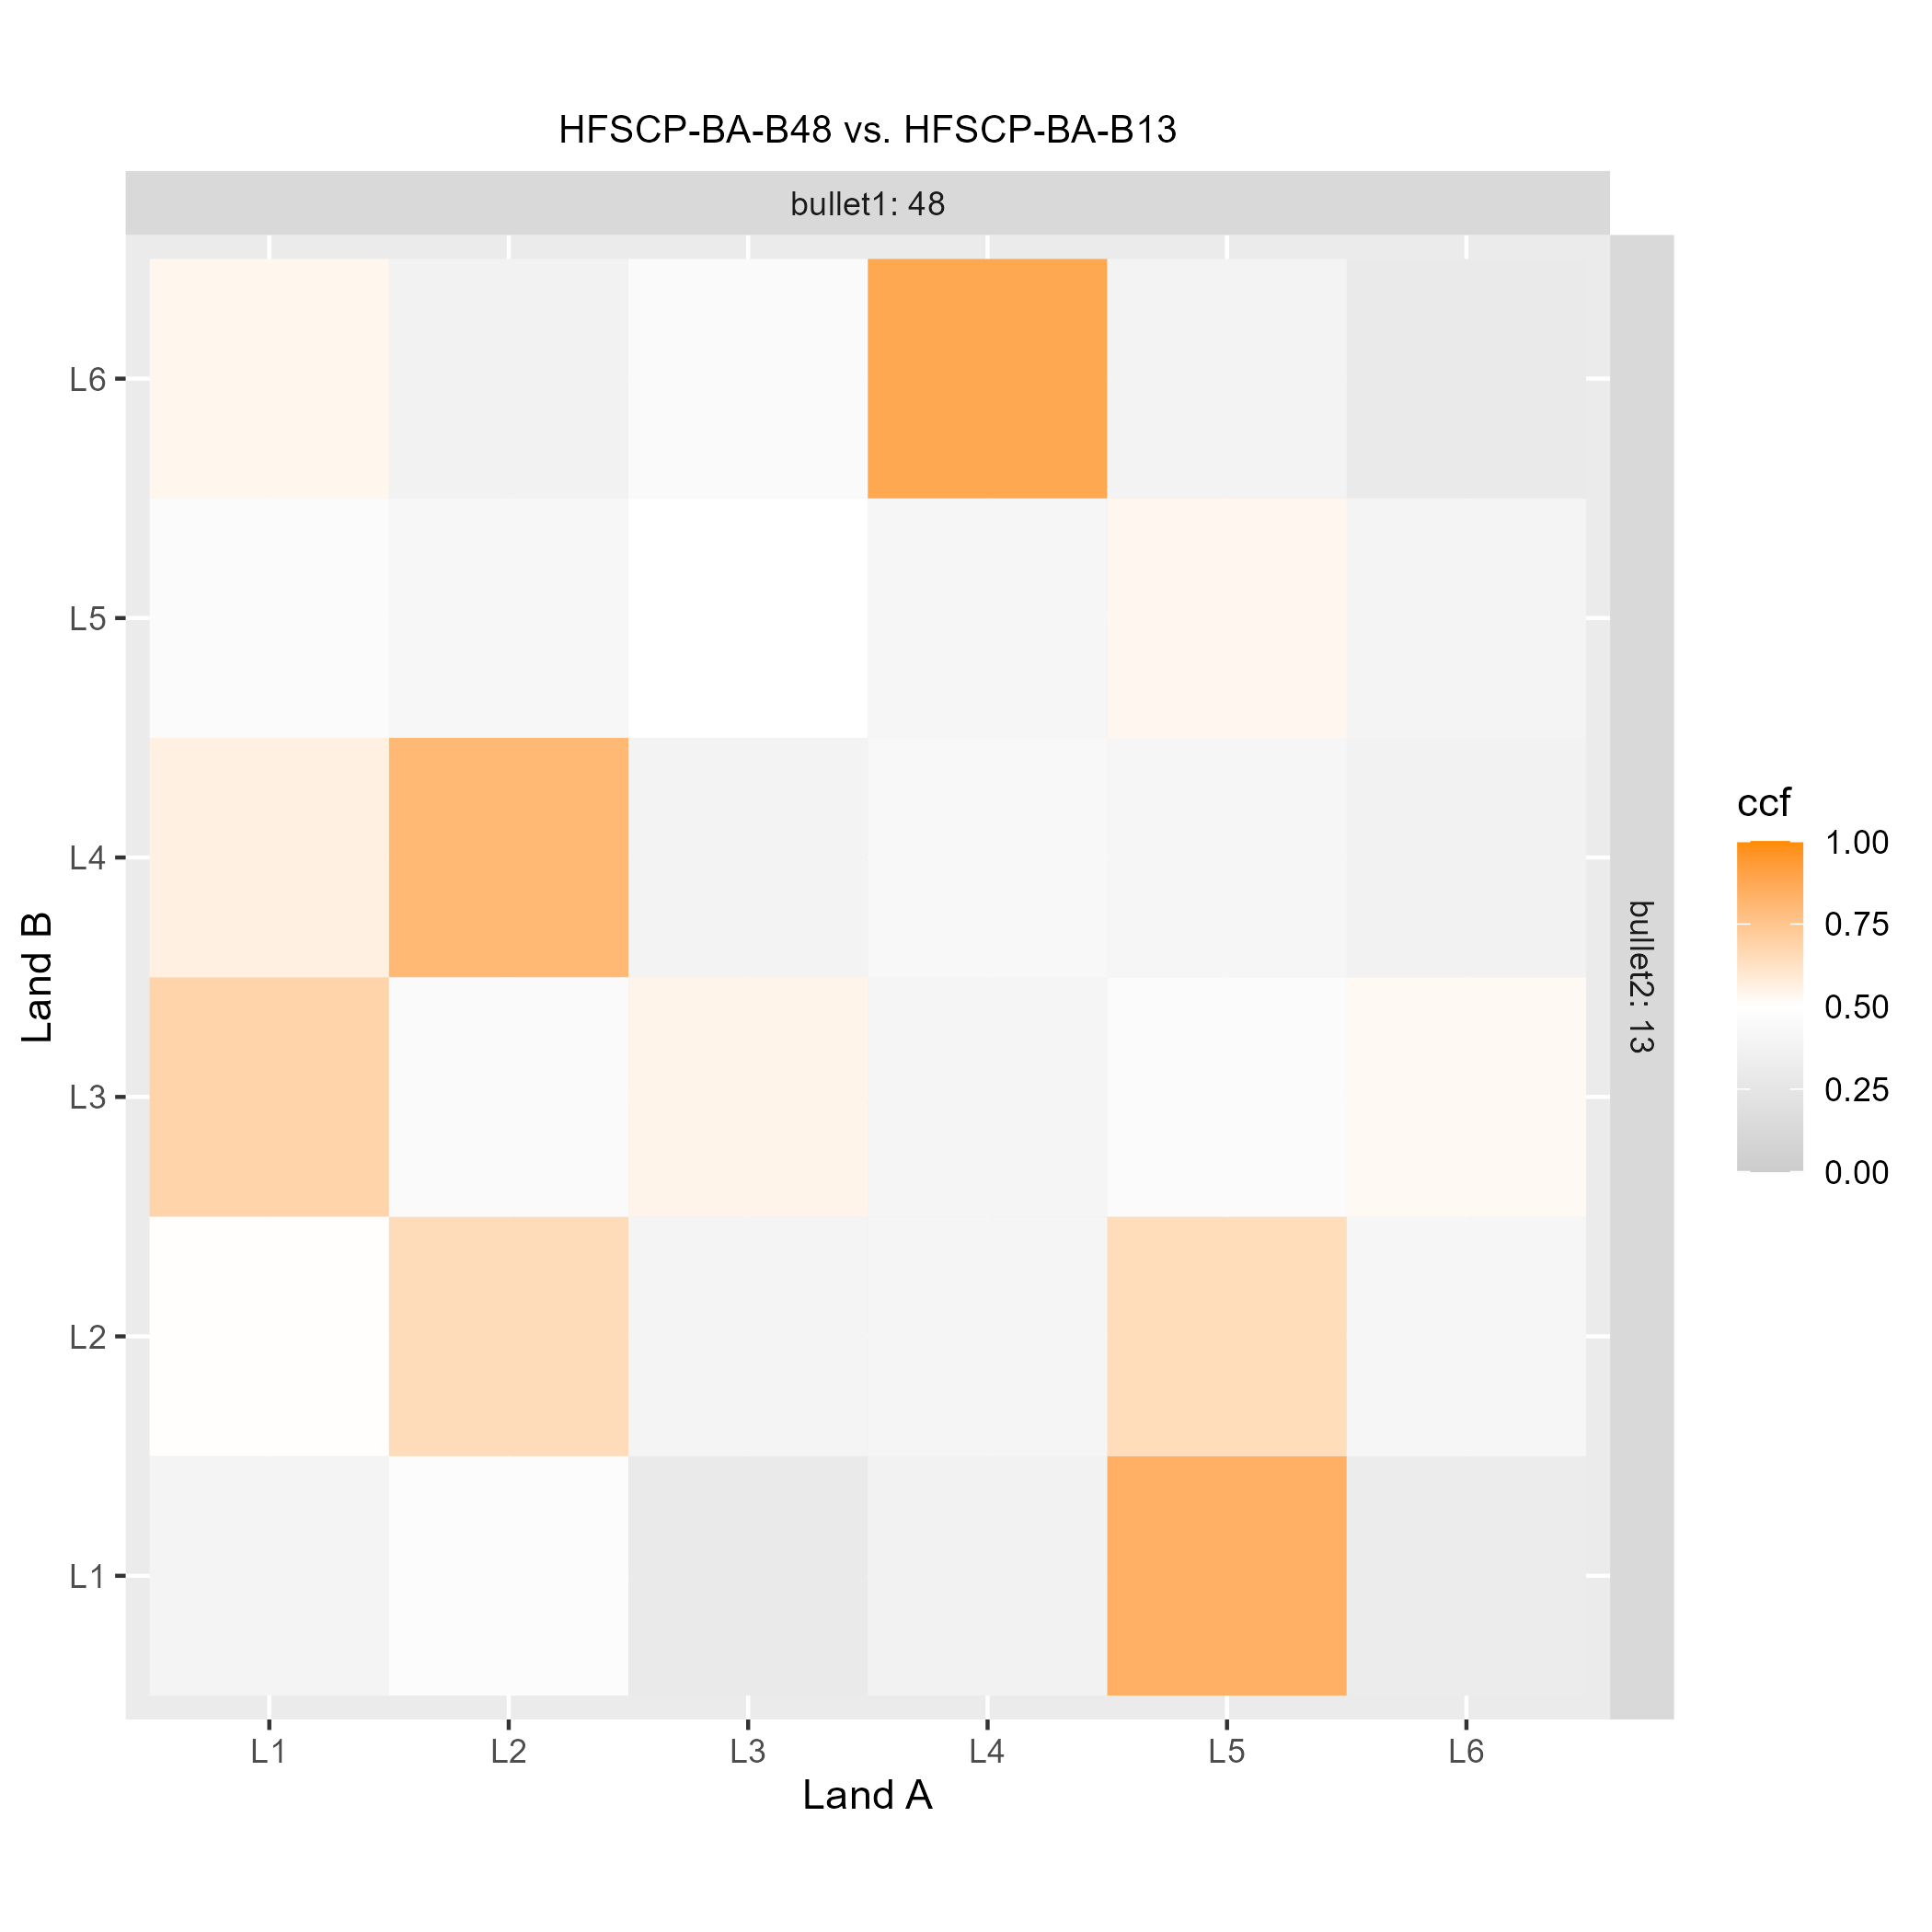 HFSCP-BA-B48 vs. HFSCP-BA-B13
bullet1: 48
L6
L5
L4
L3
L2
L1
Land B
bullet2: 13
L1 L2 L3 L4 L5 L6
Land A
ccf
1.00
0.75
0.50
0.25
0.00